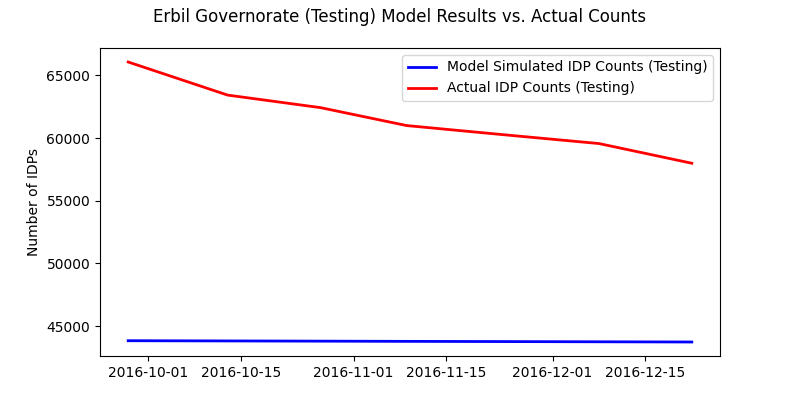 Erbil Governorate (Testing) Model Results vs. Actual Counts
Model Simulated IDP Counts (Testing)
Actual IDP Counts (Testing)
Number of IDPs
65000
60000
55000
50000
45000
2016-10-01 2016-10-15 2016-11-01 2016-11-15 2016-12-01 2016-12-15